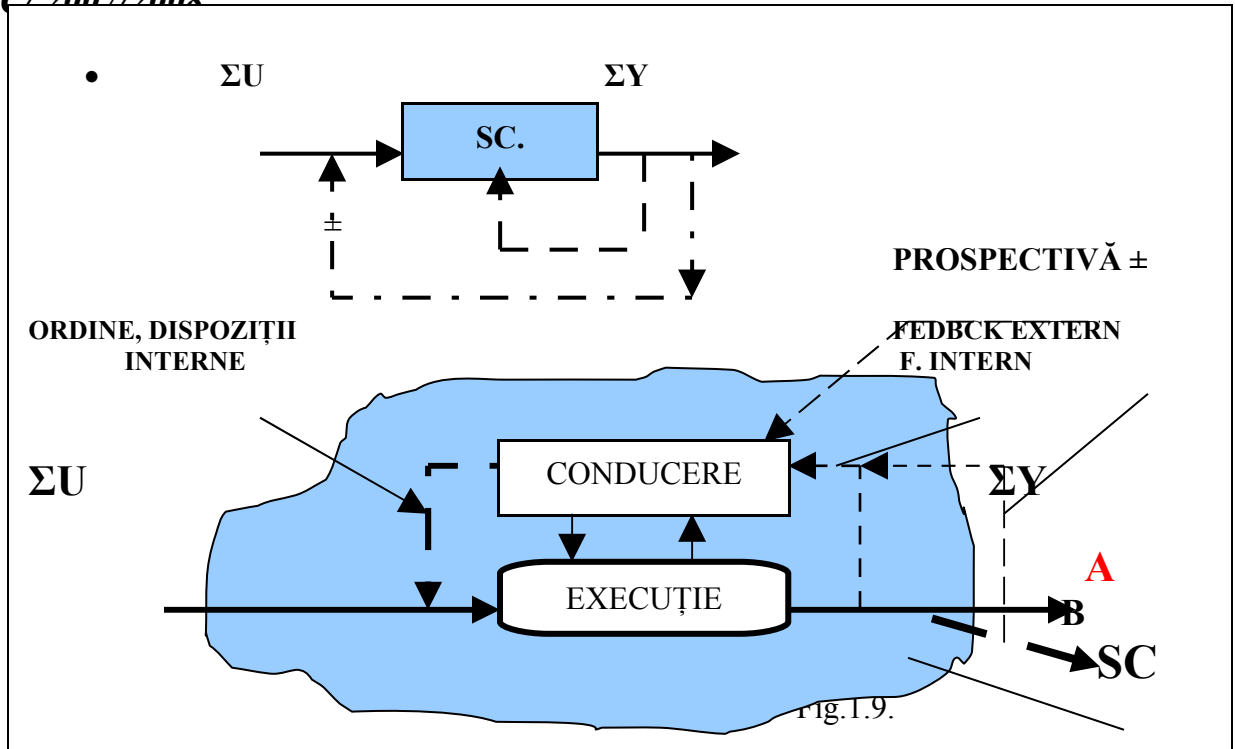 • ΣU ΣY
SC.
±
PROSPECTIVĂ ±
ORDINE, DISPOZIȚII
INTERNE
FEDBCK EXTERN
F. INTERN
CONDUCERE
ΣU
ΣY
EXECUȚIE
A
B
SC
Fig.1.9.